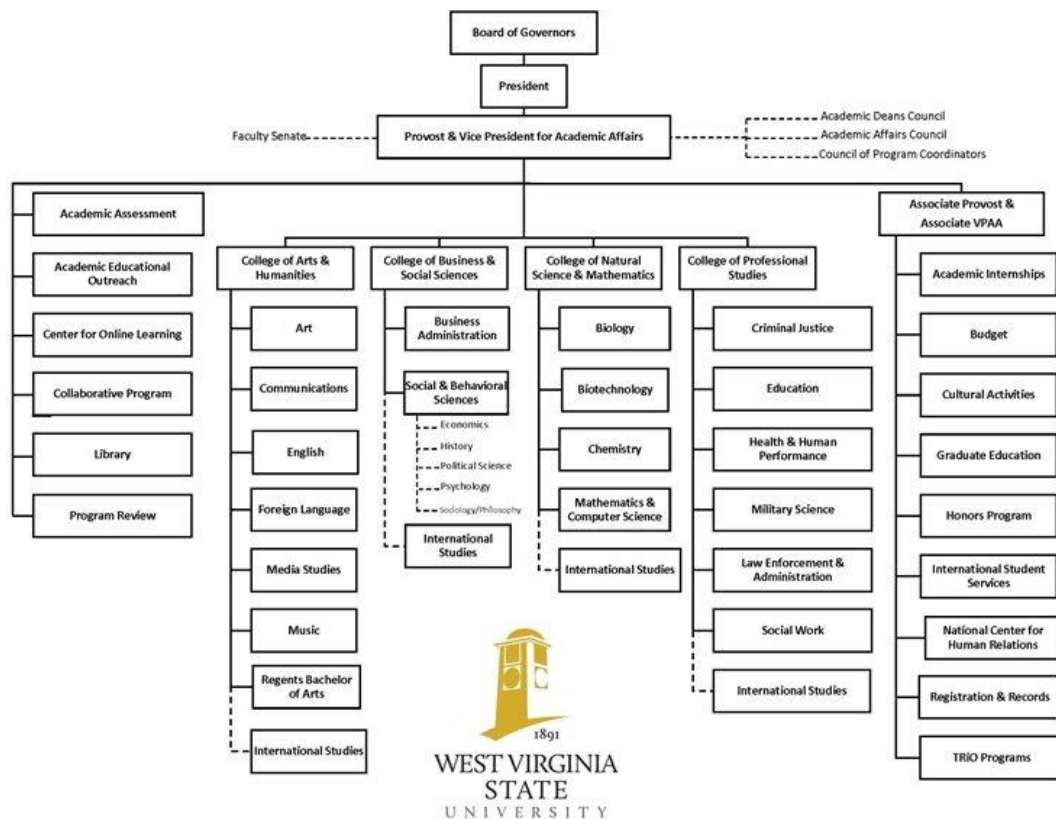 Board of Governors
President
Provost & Vice President for Academic Affairs
Faculty Senate
Academic Deans Council
Academic Affairs Council
Council of Program Coordinators
Academic Assessment
Academic Educational
Outreach
Center for Online Learning
Collaborative Program
Library
Program Review
College of Arts &
Humanities
Art
Communications
English
Foreign Language
Media Studies
Music
Regents Bachelor
of Arts
International Studies
College of Business &
Social Sciences
Business
Administration
Social & Behavioral
Sciences
Economics
History
Political Science
Psychology
Sociology/Philosophy
International
Studies
College of Natural
Science & Mathematics
Biology
Biotechnology
Chemistry
Mathematics &
Computer Science
International Studies
College of Professional
Studies
Criminal Justice
Education
Health & Human
Performance
Military Science
Law Enforcement &
Administration
Social Work
International Studies
Associate Provost &
Associate VPAA
Academic Internships
Budget
Cultural Activities
Graduate Education
Honors Program
International Student
Services
National Center for
Human Relations
Registration & Records
TRiO Programs
1891
WEST VIRGINIA
STATE
UNIVERSITY